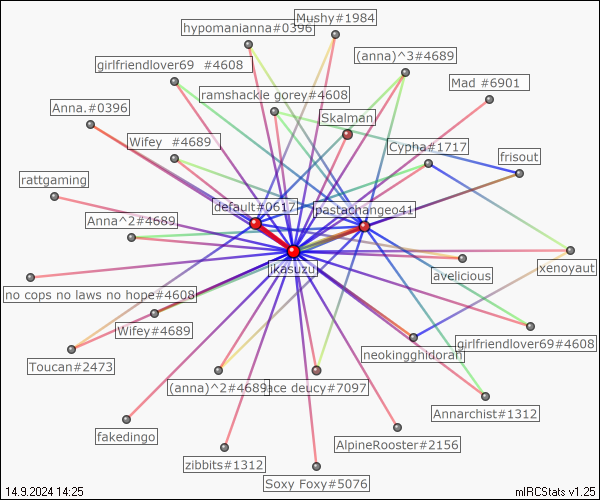 Mushy#1984
hypomanianna#0396
(anna)^3#4689
girlfriendlover69 #4608
Mad #6901
ramshackle gorey#4608
Anna.#0396
Skalman
Wifey #4689
Cypha#1717
frisout
rattgaming
default#0617
pastachangeo41
Anna^2#4689
jkasuzu
avelicious
xenoyaut
no cops no laws no hope#4608
Wifey#4689
girlfriendlover69#4608
neokingghidorah
Toucan#2473
(anna)^2#4689
ace deucy#7097
Annarchist#1312
fakedingo
AlpineRooster#2156
zibbits#1312
Soxy Foxy#5076
14.9.2024 14:25
mIRCStats v1.25